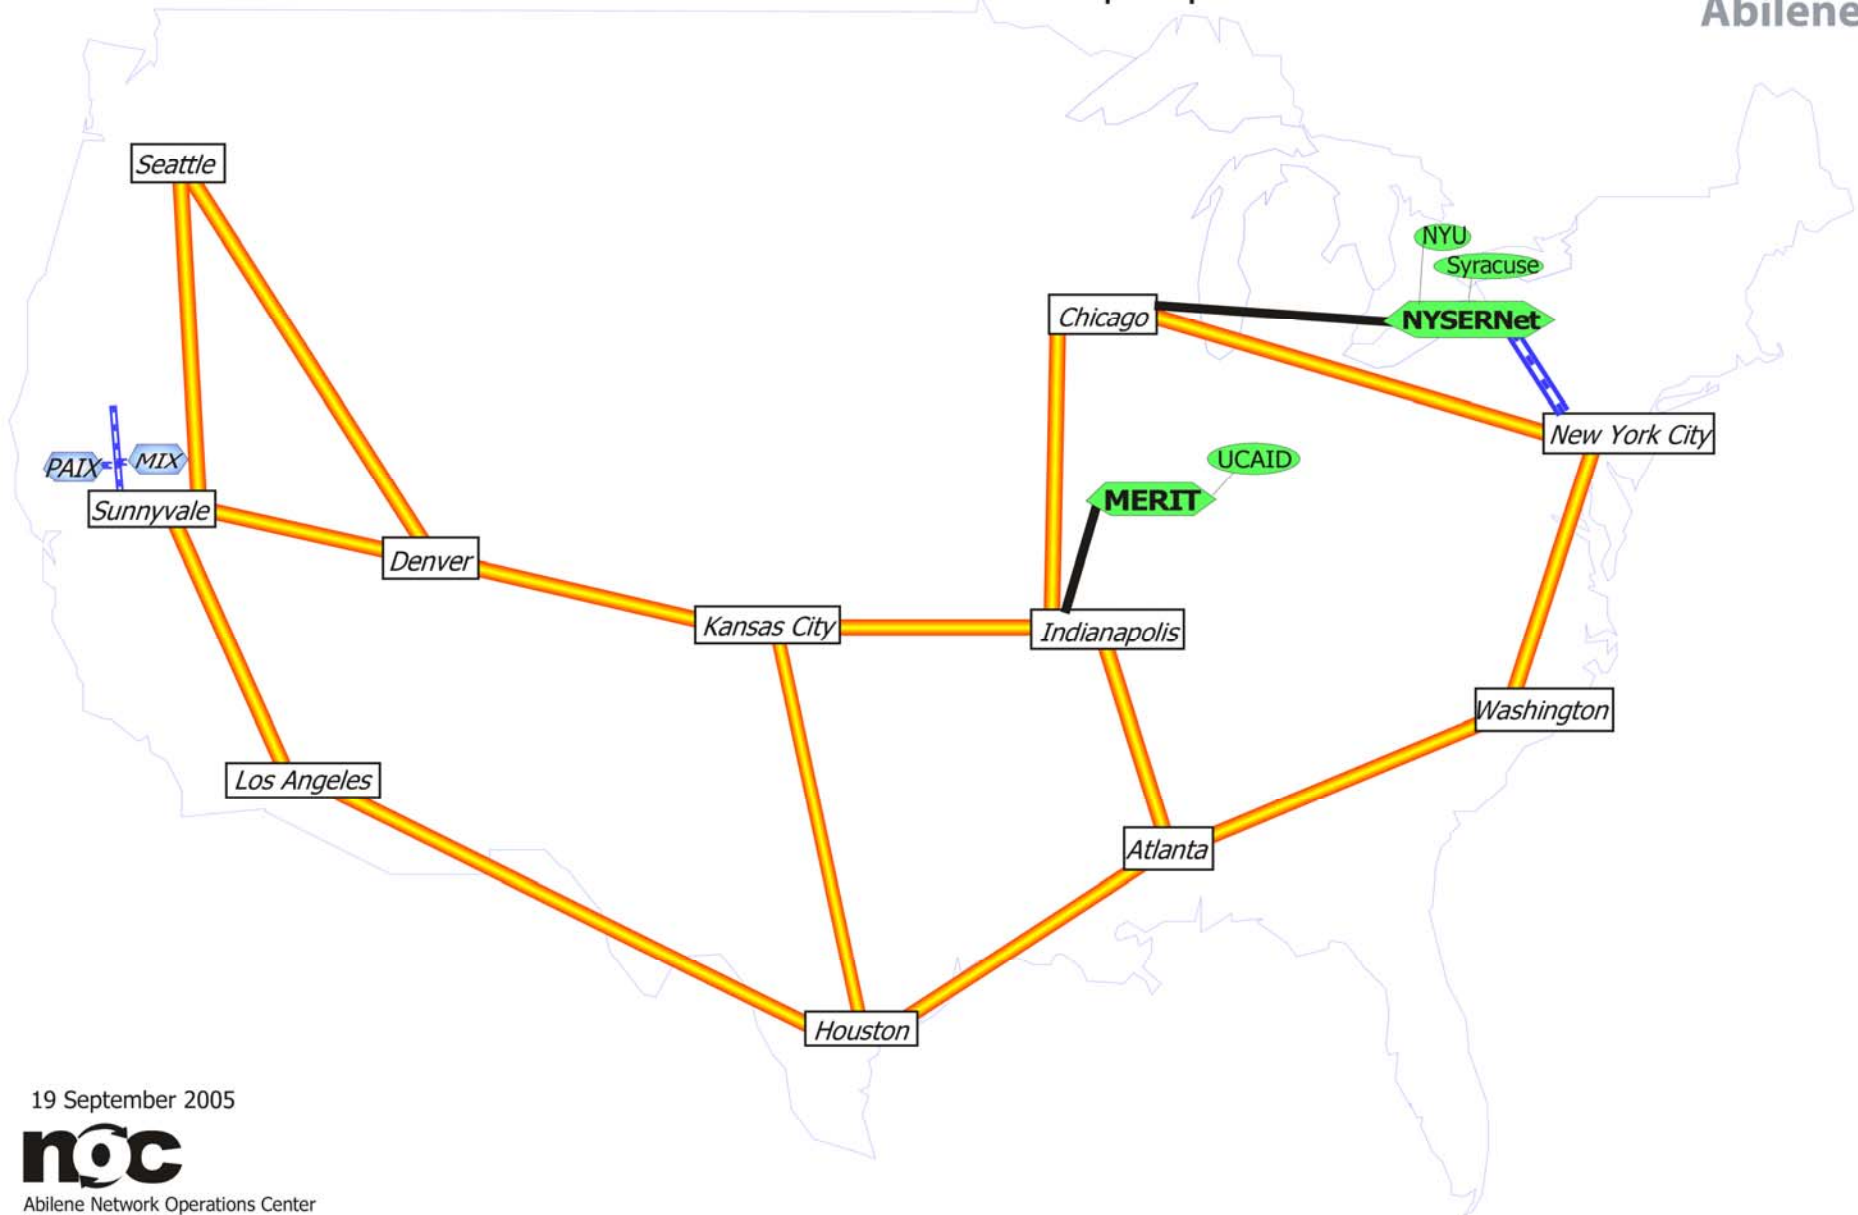 Abilene
Seattle
NYU
Syracuse
Chicago
NYSERNet
New York City
UCAID
PAIX
MIX
MERIT
Sunnyvale
Denver
Kansas City
Indianapolis
Washington
Los Angeles
Atlanta
Houston
19 September 2005
noc
Abilene Network Operations Center